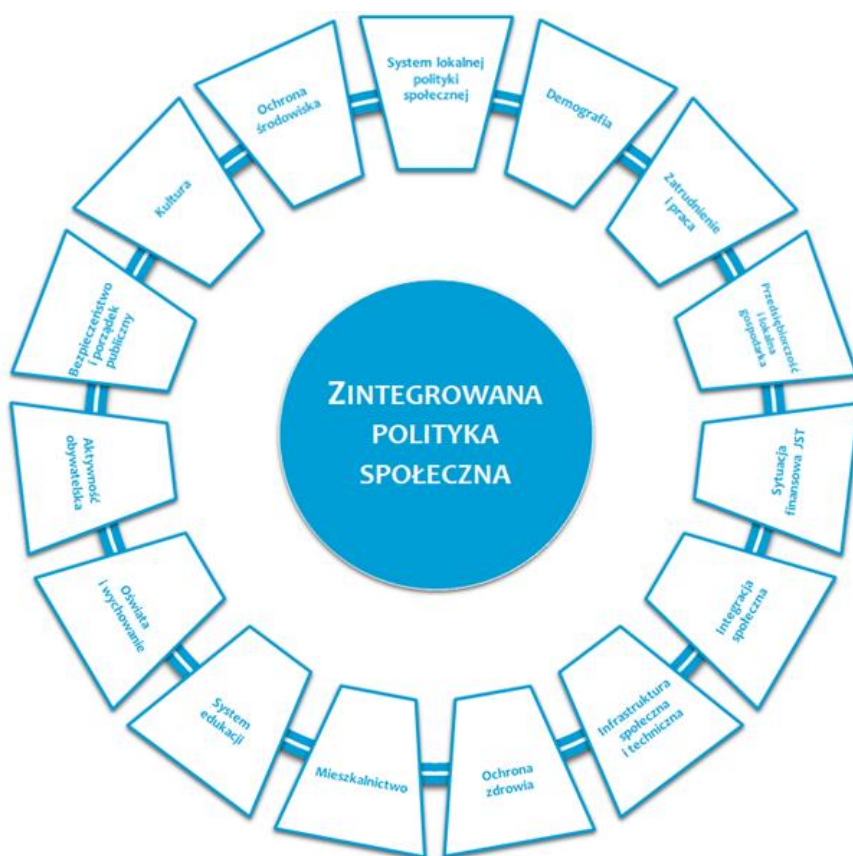 System lokalnej
polityki
społecznej
Demografia
Zatrudnienie
i praca
Przedsiębiorczość
i lokalna
gospodarka
Sytuacja
finansowa JST
Integracja
społeczna
Infrastruktura
społeczna
i techniczna
Ochrona
zdrowia
Mieszkalnictwo
System
edukacji
Oświata
i wychowanie
Aktywność
obywatelska
Bezpieczeństwo
i porządek
publiczny
Kultura
Ochrona
środowiska
ZINTEGROWANA
POLITYKA
SPOŁECZNA